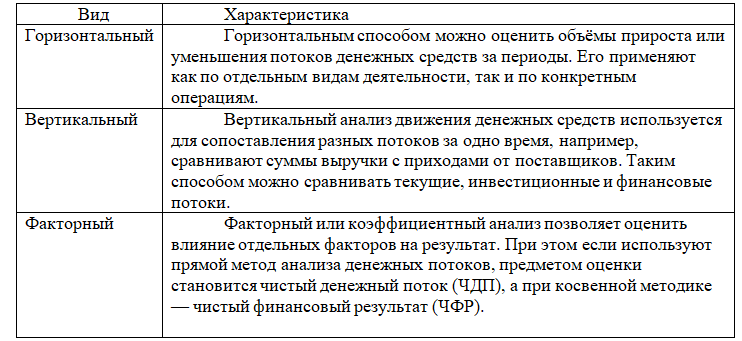 Вид Характеристика
Горизонтальный Горизонтальным способом можно оценить объёмы прироста или
уменьшения потоков денежных средств за периоды. Его применяют
как по отдельным видам деятельности, так и по конкретным
операциям.
Вертикальный Вертикальный анализ движения денежных средств используется
для сопоставления разных потоков за одно время, например,
сравнивают суммы выручки с приходами от поставщиков. Таким
способом можно сравнивать текущие, инвестиционные и финансовые
потоки.
Факторный Факторный или коэффициентный анализ позволяет оценить
влияние отдельных факторов на результат. При этом если используют
прямой метод анализа денежных потоков, предметом оценки
становится чистый денежный поток (ЧДП), а при косвенной методике
— чистый финансовый результат (ЧФР).